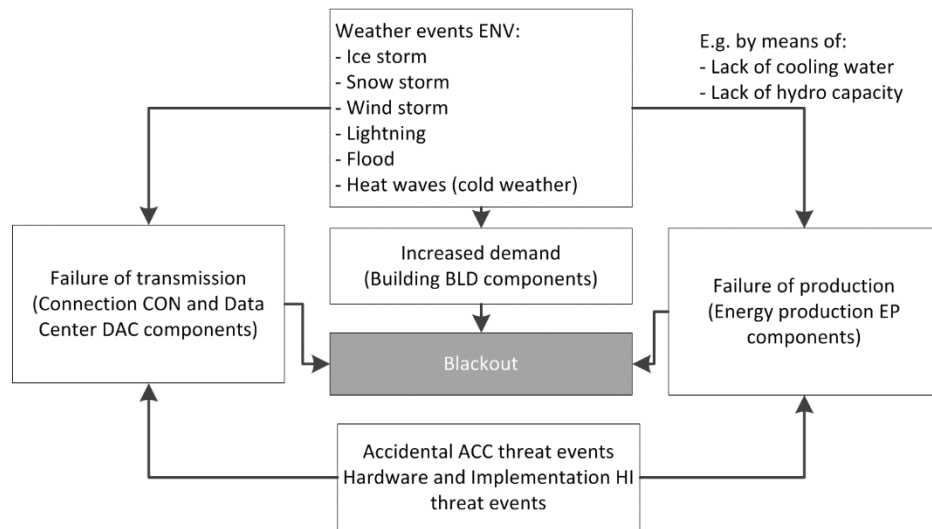 Weather events ENV:
- Ice storm
- Snow storm
- Wind storm
- Lightning
- Flood
- Heat waves (cold weather)
E.g. by means of:
- Lack of cooling water
- Lack of hydro capacity
Failure of transmission
(Connection CON and Data
Center DAC components)
Increased demand
(Building BLD components)
Failure of production
(Energy production EP
components)
Blackout
Accidental ACC threat events
Hardware and Implementation HI
threat events